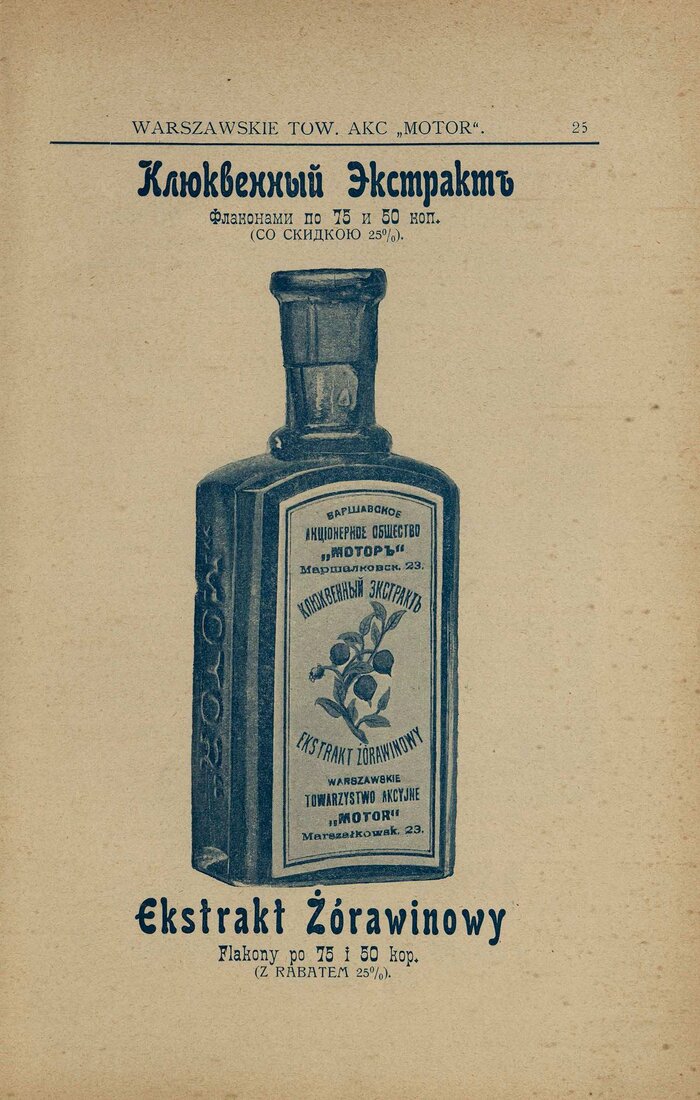 WARSZAWSKIE TOW. AKC „MOTOR“. 25
Клюквенный Экстрактъ
Флаконами по 75 и 50 коп.
(СО СКИДКОЮ 25%).
ВАРШАВСКОЕ
АКЦІОНЕРНОЕ ОБЩЕСТВО
„МОТОРЪ“
Маршалковск. 23.
КЛЮКВЕННЫЙ ЭКСТРАКТЪ
EKSTRAKT ŻÓRAWINOWY
WARSZAWSKIE
TOWARZYSTWO AKCYJNE
„MOTOR“
Marszałkowsk. 23.
Ekstrakt Żórawinowy
Flakony po 75 i 50 kop.
(Z RABATEM 25%).